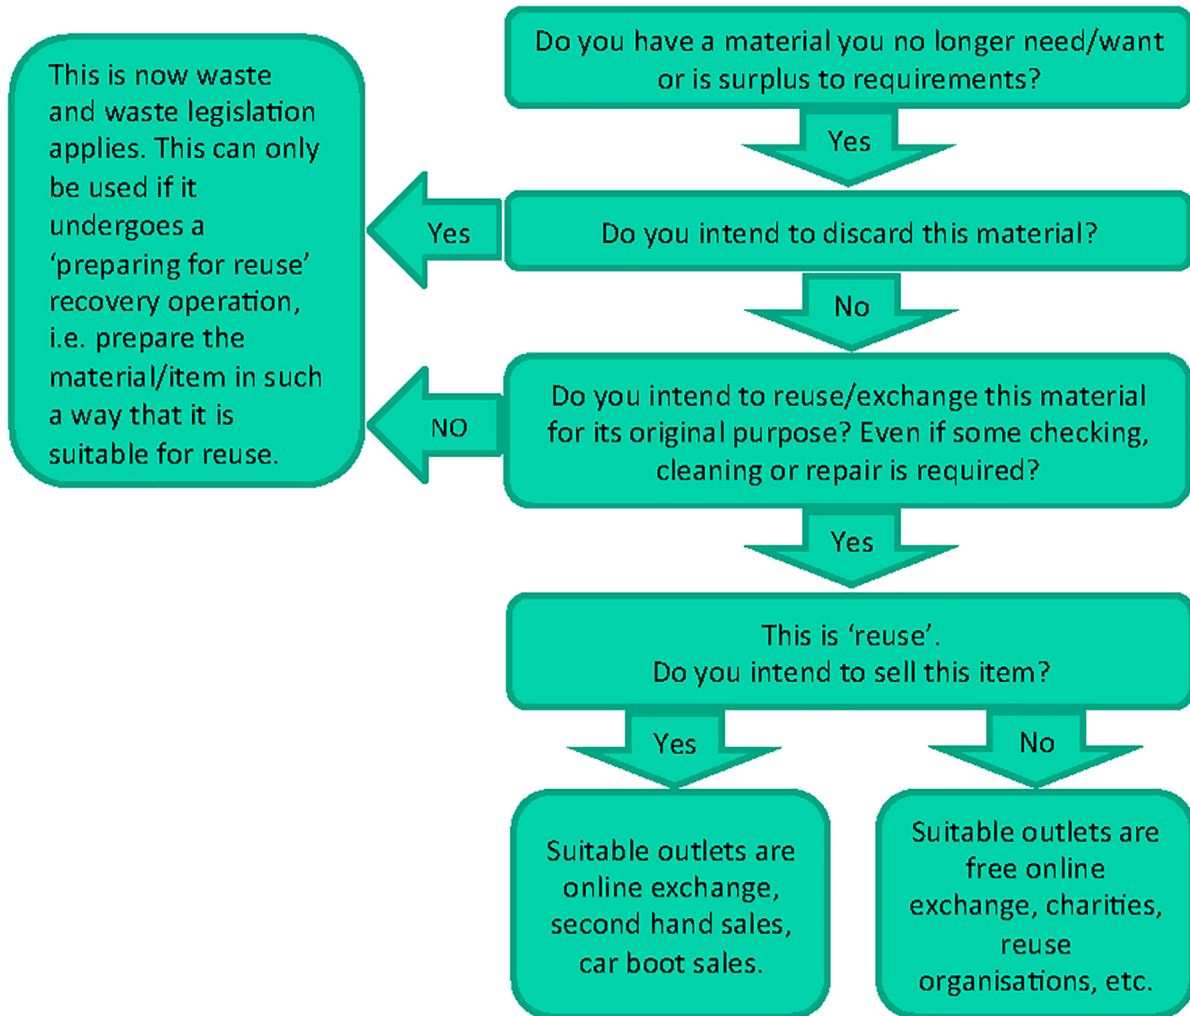 Do you have a material you no longer need/want
or is surplus to requirements?
Yes
Do you intend to discard this material?
Yes
This is now waste
and waste legislation
applies. This can only
be used if it
undergoes a
‘preparing for reuse’
recovery operation,
i.e. prepare the
material/item in such
a way that it is
suitable for reuse.
No
Do you intend to reuse/exchange this material
for its original purpose? Even if some checking,
cleaning or repair is required?
NO
Yes
This is ‘reuse’.
Do you intend to sell this item?
Yes
No
Suitable outlets are
online exchange,
second hand sales,
car boot sales.
Suitable outlets are
free online
exchange, charities,
reuse
organisations, etc.